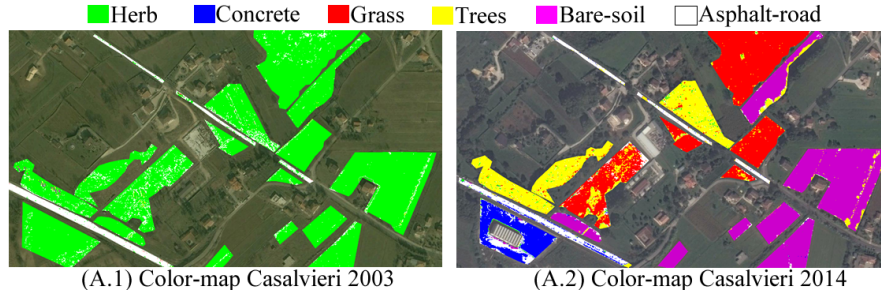 Herb Concrete Grass Trees Bare-soil Asphalt-road
(A.1) Color-map Casalvieri 2003 (A.2) Color-map Casalvieri 2014